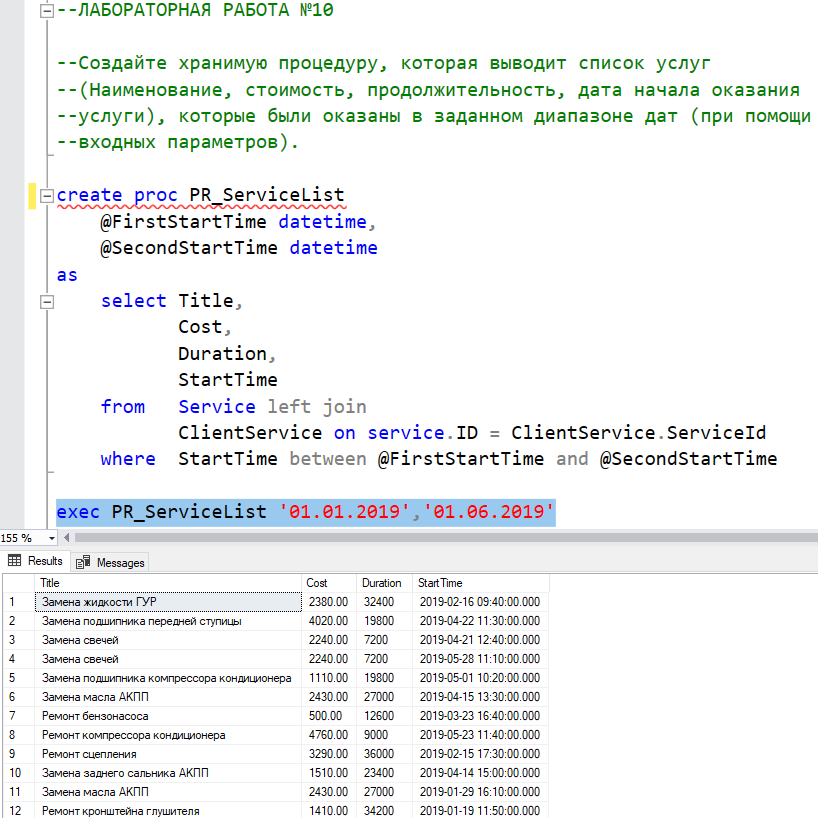 --ЛАБОРАТОРНАЯ РАБОТА №10
--Создайте хранимую процедуру, которая выводит список услуг
--(Наименование, стоимость, продолжительность, дата начала оказания
--услуги), которые были оказаны в заданном диапазоне дат (при помощи
--входных параметров).
create proc PR_ServiceList
@FirstStartTime datetime,
@SecondStartTime datetime
as
select Title,
Cost,
Duration,
StartTime
from Service left join
ClientService on service.ID = ClientService.ServiceId
where StartTime between @FirstStartTime and @SecondStartTime
exec PR_ServiceList '01.01.2019','01.06.2019'
155 %
Results Messages
Title Cost Duration StartTime
1 Замена жидкости ГУР 2380.00 32400 2019-02-16 09:40:00.000
2 Замена подшипника передней ступицы 4020.00 19800 2019-04-22 11:30:00.000
3 Замена свечей 2240.00 7200 2019-04-21 12:40:00.000
4 Замена свечей 2240.00 7200 2019-05-28 11:10:00.000
5 Замена подшипника компрессора кондиционера 1110.00 19800 2019-05-01 10:20:00.000
6 Замена масла АКПП 2430.00 27000 2019-04-15 13:30:00.000
7 Ремонт бензонасоса 500.00 12600 2019-03-23 16:40:00.000
8 Ремонт компрессора кондиционера 4760.00 9000 2019-05-23 11:40:00.000
9 Ремонт сцепления 3290.00 36000 2019-02-15 17:30:00.000
10 Замена заднего сальника АКПП 1510.00 23400 2019-04-14 15:00:00.000
11 Замена масла АКПП 2430.00 27000 2019-01-29 16:10:00.000
12 Ремонт кронштейна глушителя 1410.00 34200 2019-01-19 11:50:00.000